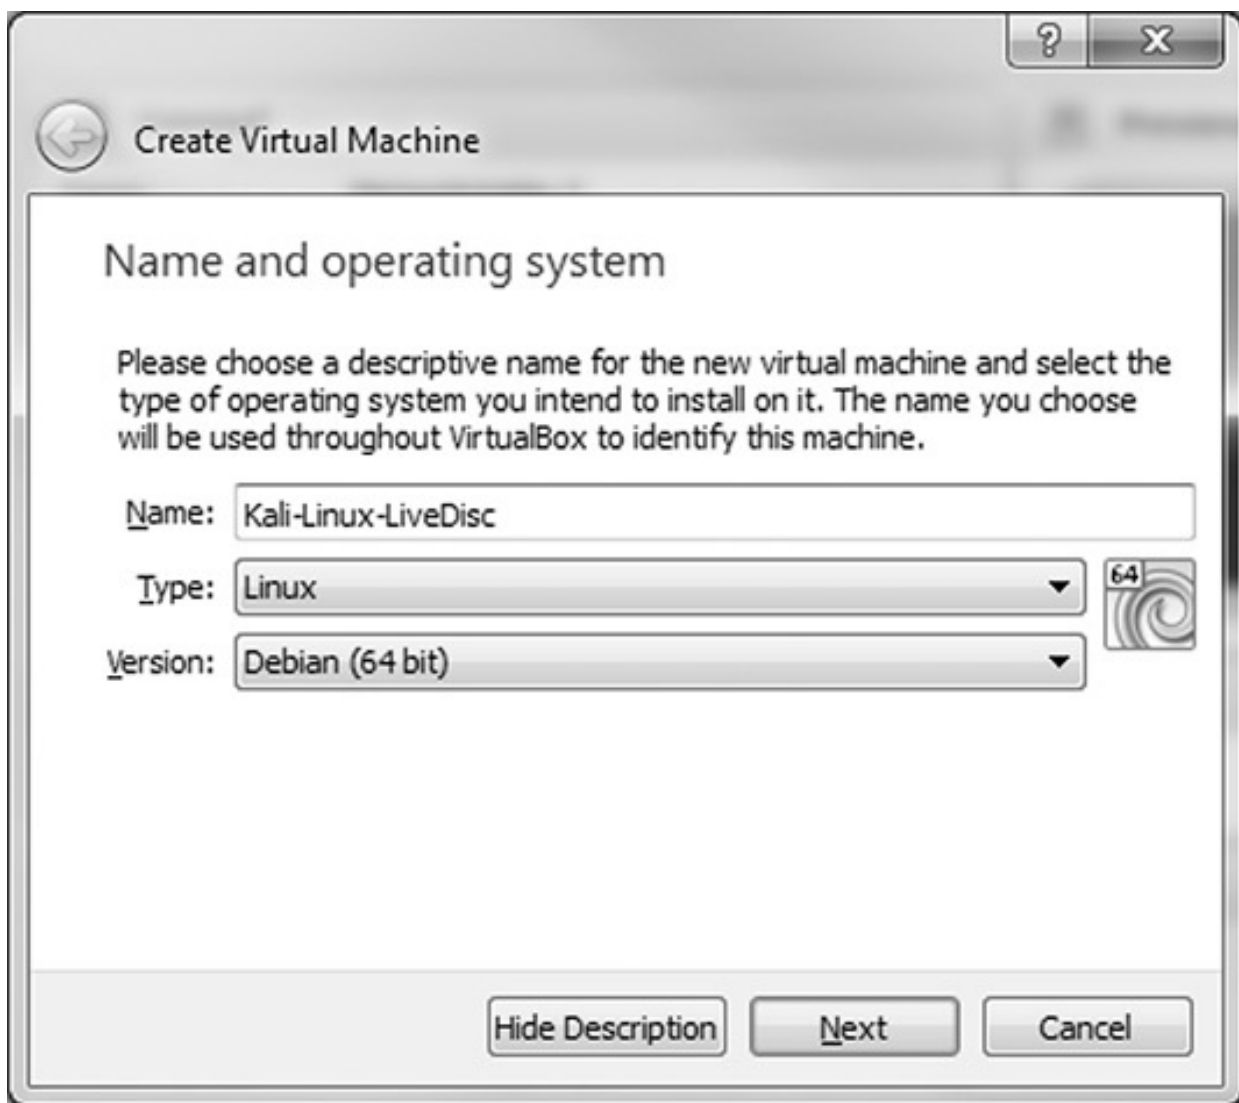 ?
X
Create Virtual Machine
Name and operating system
Please choose a descriptive name for the new virtual machine and select the
type of operating system you intend to install on it. The name you choose
will be used throughout VirtualBox to identify this machine.
Name: Kali-Linux-LiveDisc
Type: Linux
64
Version: Debian (64 bit)
Hide Description Next Cancel